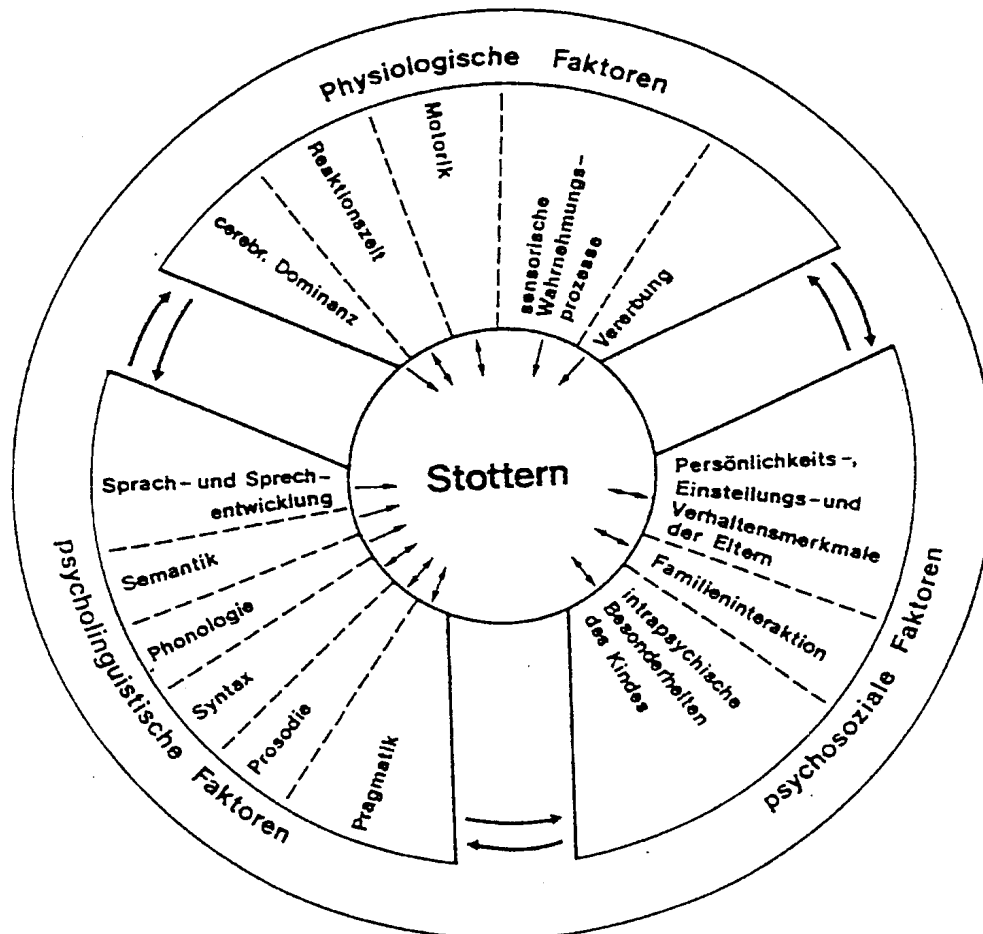 Physiologische Faktoren
cerebr. Dominanz
Reaktionszeit
Motorik
sensorische
Wahrnehmungs-
prozesse
Vererbung
Stottern
Sprach- und Sprech-
entwicklung
Semantik
Phonologie
Syntax
Prosodie
Pragmatik
psycholinguistische Faktoren
Persönlichkeits-,
Einstellungs- und
Verhaltensmerkmale
der Eltern
Familieninteraktion
intrapsychische
Besonderheiten
des Kindes
psychosoziale Faktoren